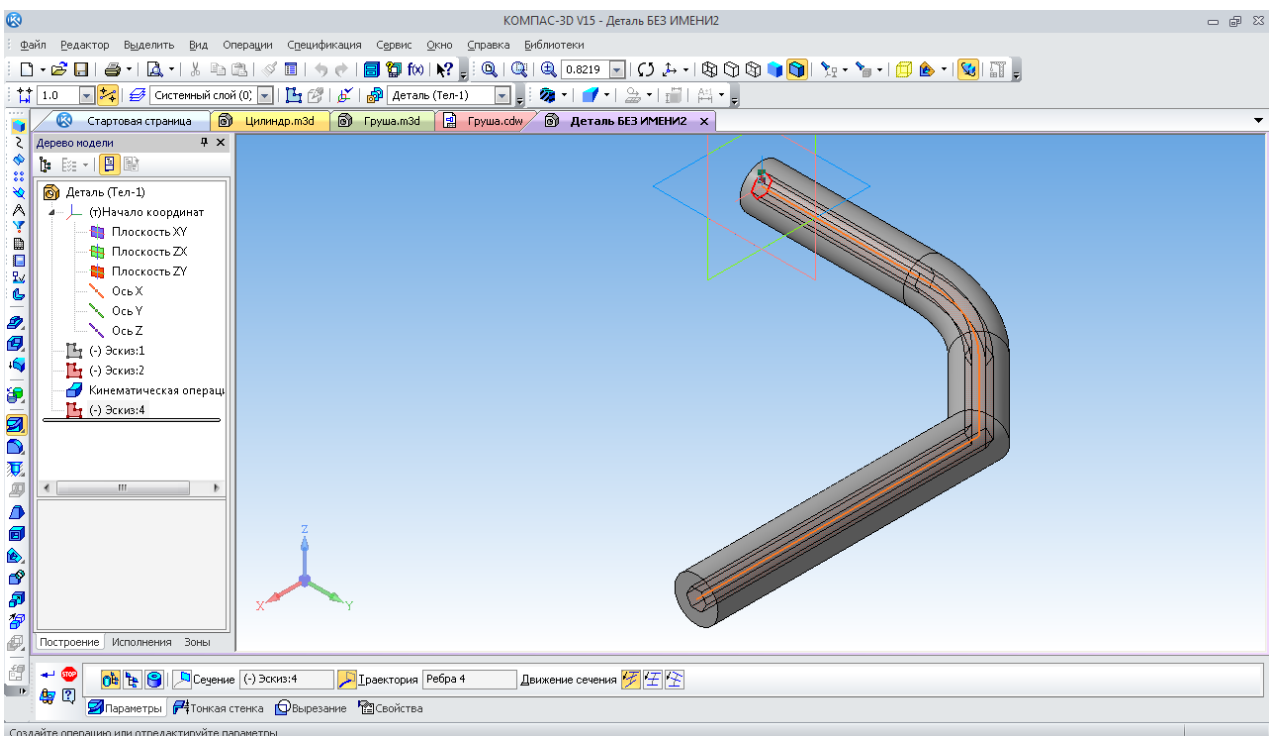 КОМПАС-3D V15 - Деталь БЕЗ ИМЕНИ2
Файл Редактор Выделить Вид Операции Спецификация Сервис Окно Справка Библиотеки
f(x) 0.8219
1.0 Системный слой (0; Деталь (Тел-1)
Стартовая страница Цилиндр.m3d Груша.m3d Груша.cdw Деталь БЕЗ ИМЕНИ2
Дерево модели
Деталь (Тел-1)
(т)Начало координат
Плоскость XY
Плоскость ZX
Плоскость ZY
Ось X
Ось Y
Ось Z
(-) Эскиз:1
(-) Эскиз:2
Кинематическая операци
(-) Эскиз:4
Z
X
Y
Построение Исполнения Зоны
STOP Сечение (-) Эскиз:4 Траектория Ребра 4 Движение сечения
Параметры Тонкая стенка Вырезание Свойства
Создайте операцию или отредактируйте параметры